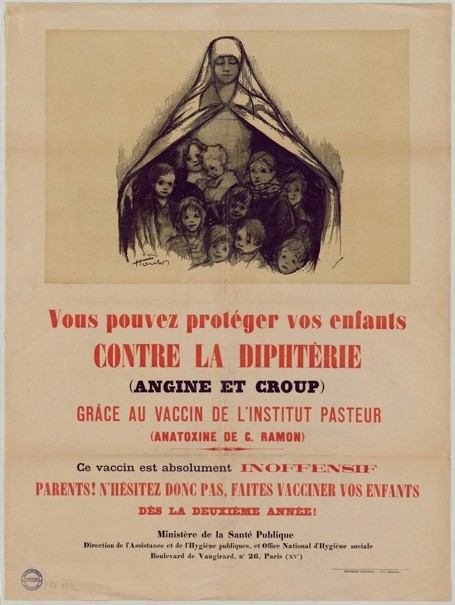 Vous pouvez protéger vos enfants
CONTRE LA DIPHTÉRIE
(ANGINE ET CROUP)
GRÂCE AU VACCIN DE L'INSTITUT PASTEUR
(ANATOXINE DE G. RAMON)
Ce vaccin est absolument INOFFENSIF
PARENTS! N'HÉSITEZ DONC PAS, FAITES VACCINER VOS ENFANTS
DÈS LA DEUXIÈME ANNÉE!
Ministère de la Santé Publique
Direction de l'Assistance et de l'Hygiène publiques, et Office National d'Hygiène sociale
Boulevard de Vaugirard, n° 26, Paris (XVᵉ)